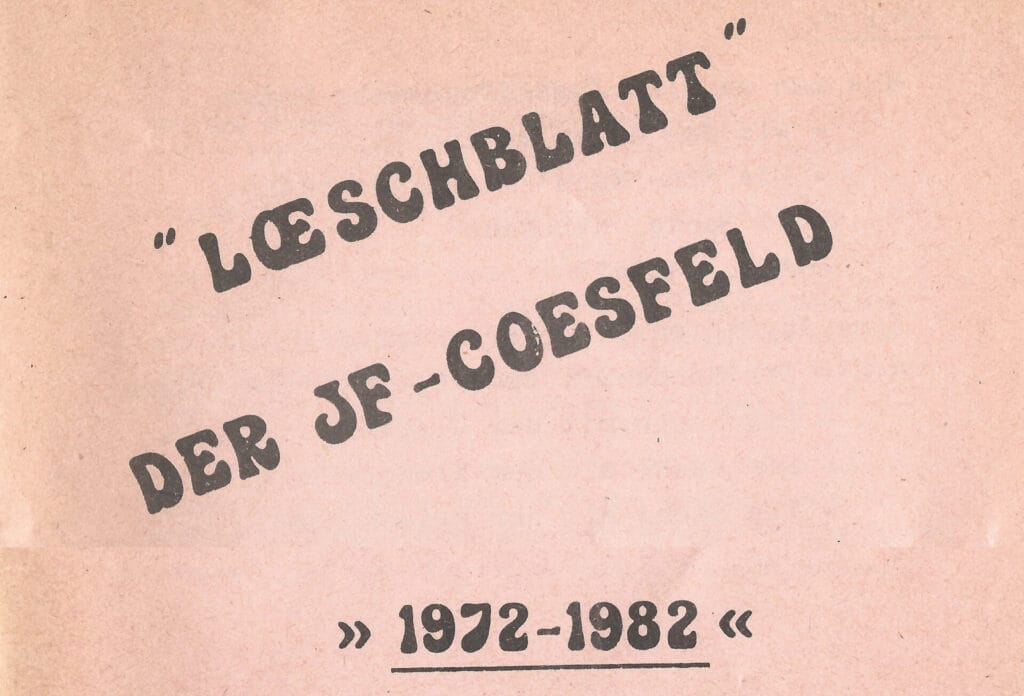 "LŒSCHBLATT"
DER JF-COESFELD
»1972-1982«